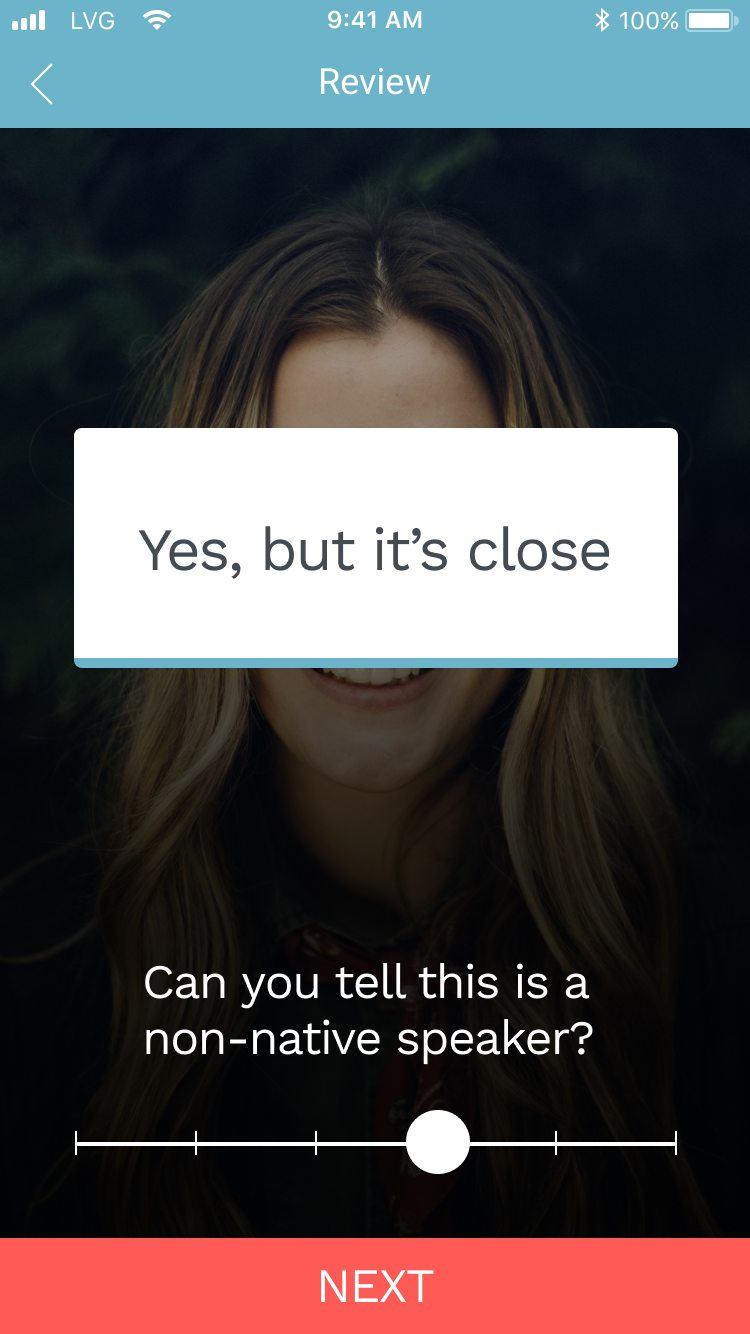 LVG 9:41 AM 100%
Review
Yes, but it’s close
Can you tell this is a
non-native speaker?
NEXT